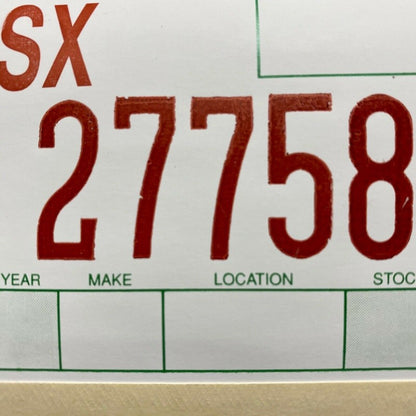 SX
27758
YEAR MAKE LOCATION STOC